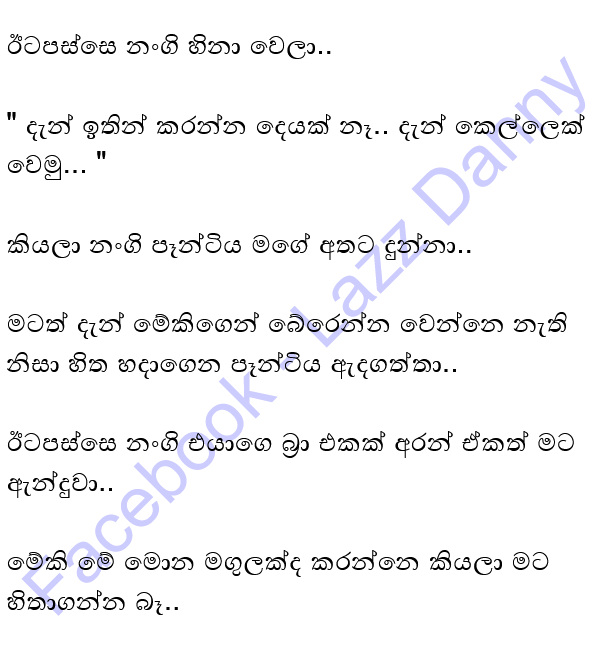 ඊටපස්සෙ නංගි හිනා වෙලා..
" දැන් ඉතින් කරන්න දෙයක් නෑ.. දැන් කෙල්ලෙක්
වෙමු... "
කියලා නංගි පෑන්ටිය මගේ අතට දුන්නා..
මටත් දැන් මේකිගෙන් බේරෙන්න වෙන්නෙ නැති
නිසා හිත හදාගෙන පෑන්ටිය ඇදගත්තා..
ඊටපස්සෙ නංගි එයාගෙ බ්‍රා එකක් අරන් ඒකත් මට
ඇන්දුවා..
මේකි මේ මොන මගුලක්ද කරන්නෙ කියලා මට
හිතාගන්න බෑ..
Facebook - Lazz Danny